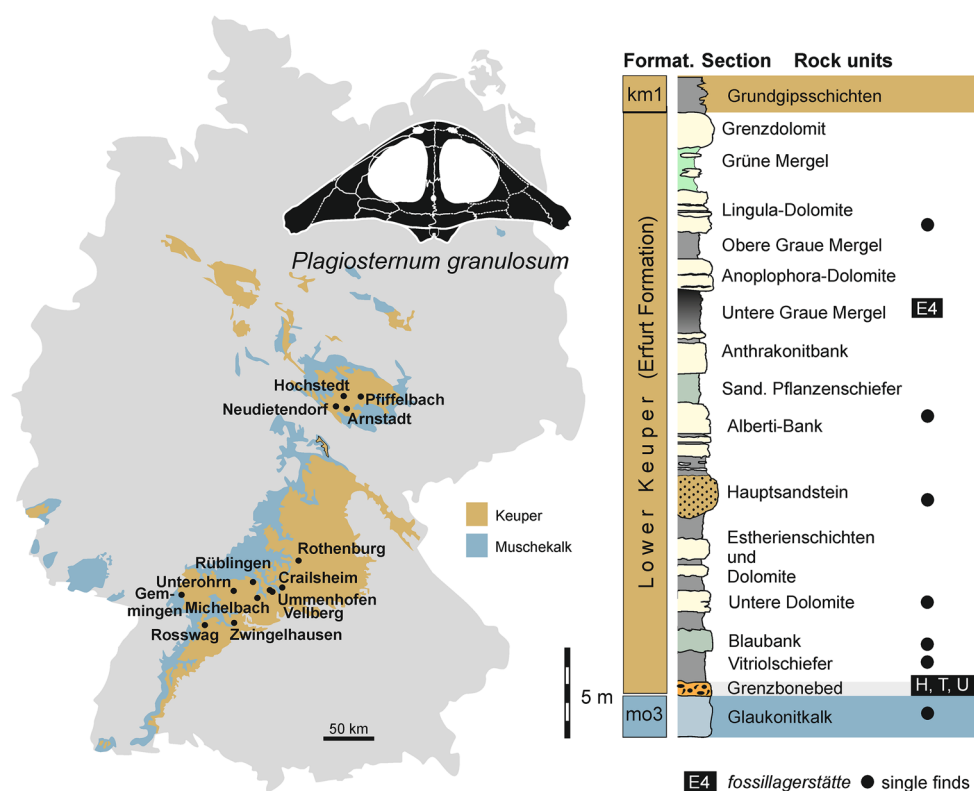 Plagiosternum granulosum
Hochstedt
Pfiffelbach
Neudietendorf
Arnstadt
Keuper
Muschekalk
Rothenburg
Rüblingen
Unterohrn
Crailsheim
Gem-
mingen
Michelbach
Ummenhofen
Vellberg
Rosswag
Zwingelhausen
50 km
5 m
Format. Section Rock units
km1
Grundgipsschichten
Lower Keuper (Erfurt Formation)
Grenzdolomit
Grüne Mergel
Lingula-Dolomite
Obere Graue Mergel
Anoplophora-Dolomite
Untere Graue Mergel
E4
Anthrakonitbank
Sand. Pflanzenschiefer
Alberti-Bank
Hauptsandstein
Estherienschichten
und
Dolomite
Untere Dolomite
Blaubank
Vitriolschiefer
Grenzbonebed
H, T, U
mo3
Glaukonitkalk
E4 fossillagerstätte
single finds